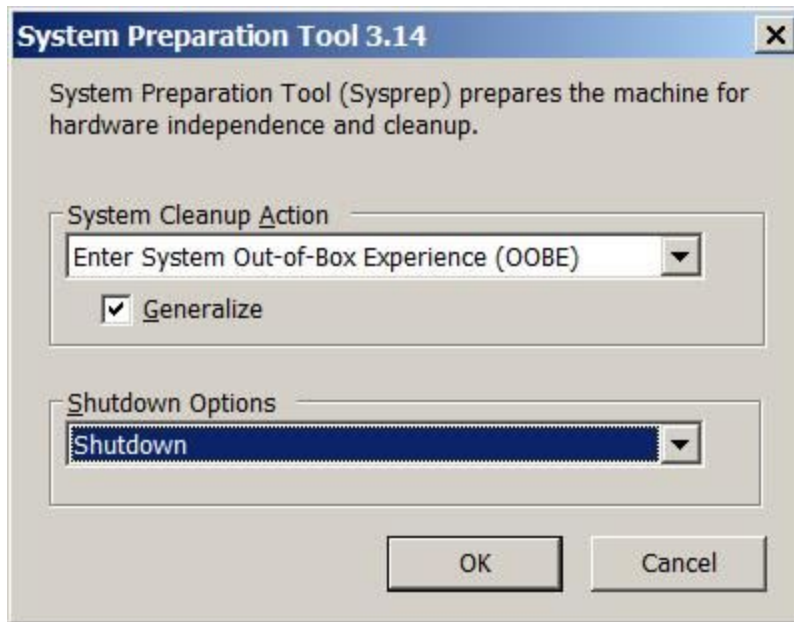 System Preparation Tool 3.14
System Preparation Tool (Sysprep) prepares the machine for
hardware independence and cleanup.
System Cleanup Action
Enter System Out-of-Box Experience (OOBE)
Generalize
Shutdown Options
Shutdown
OK
Cancel